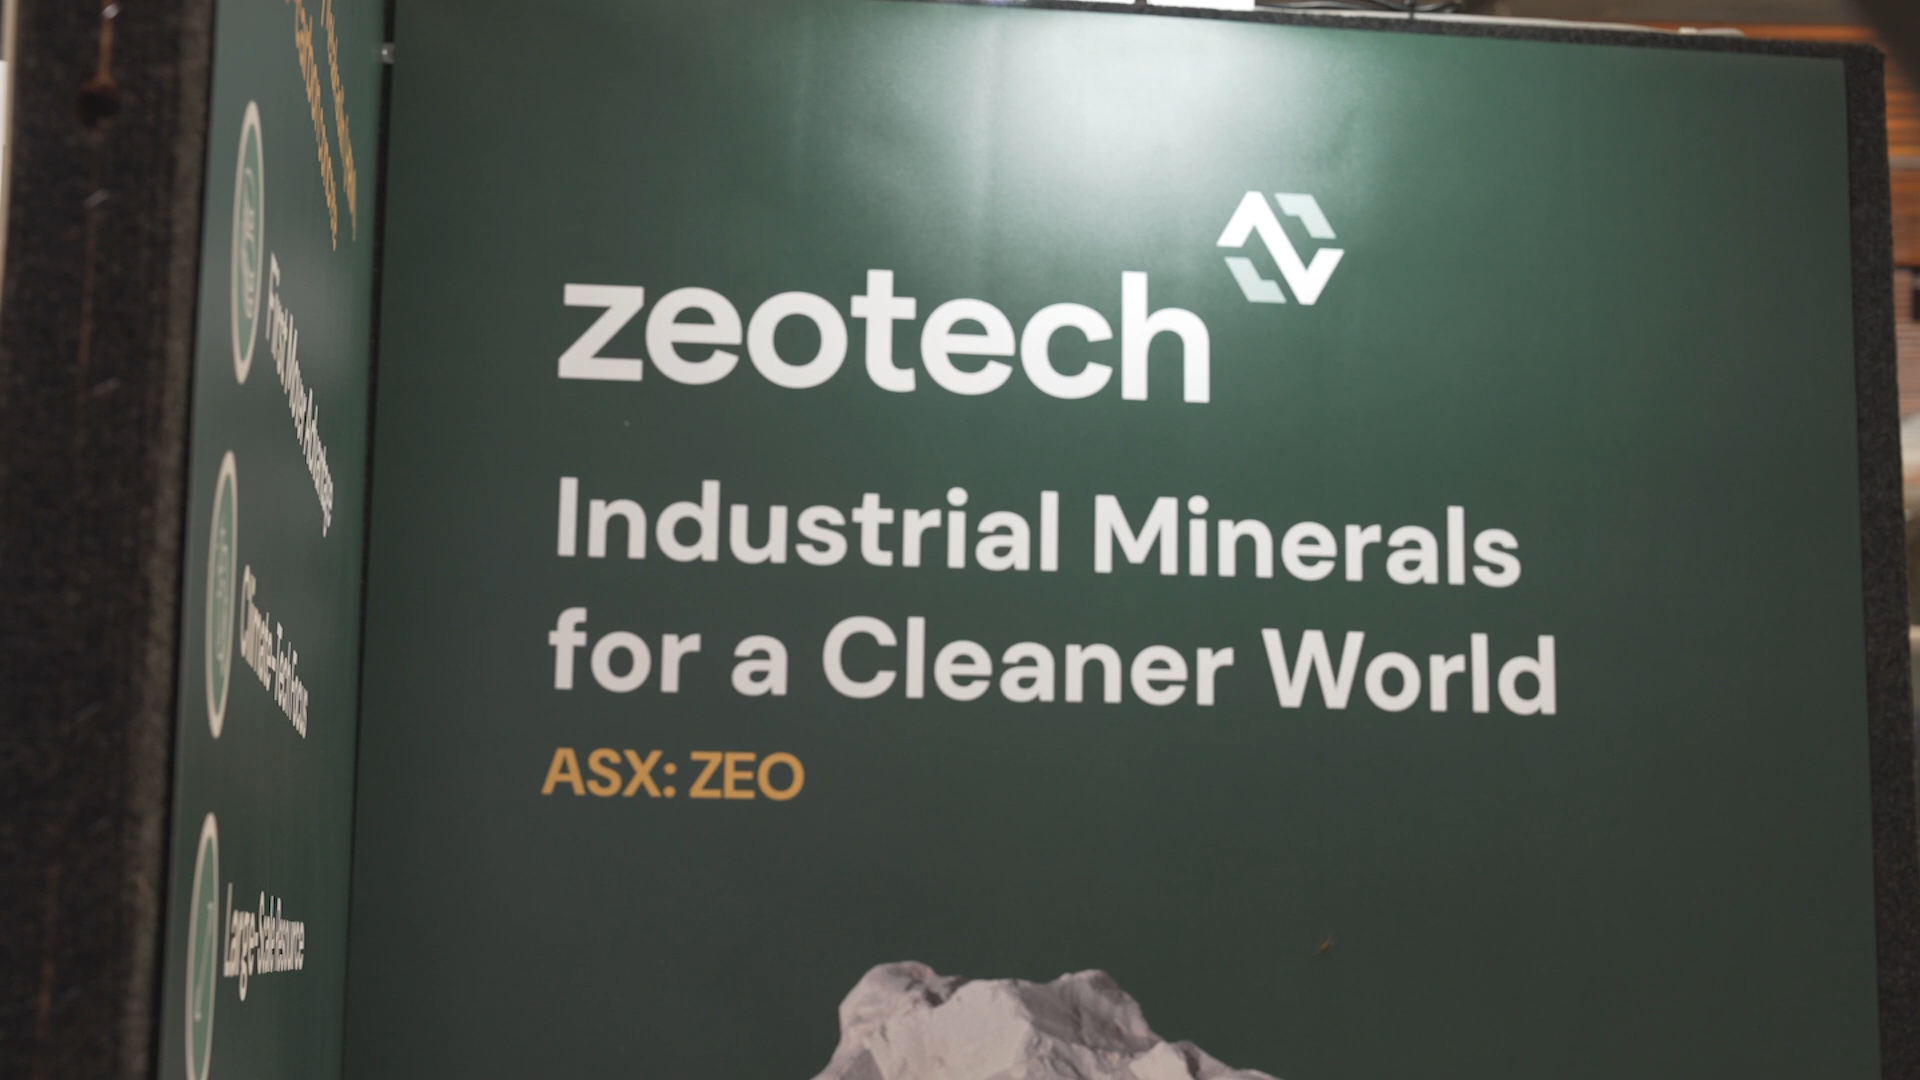 zeotech
Industrial Minerals
for a Cleaner World
ASX: ZEO
First Mover Advantage
Climate-Tech Focus
Large-Scale Resource